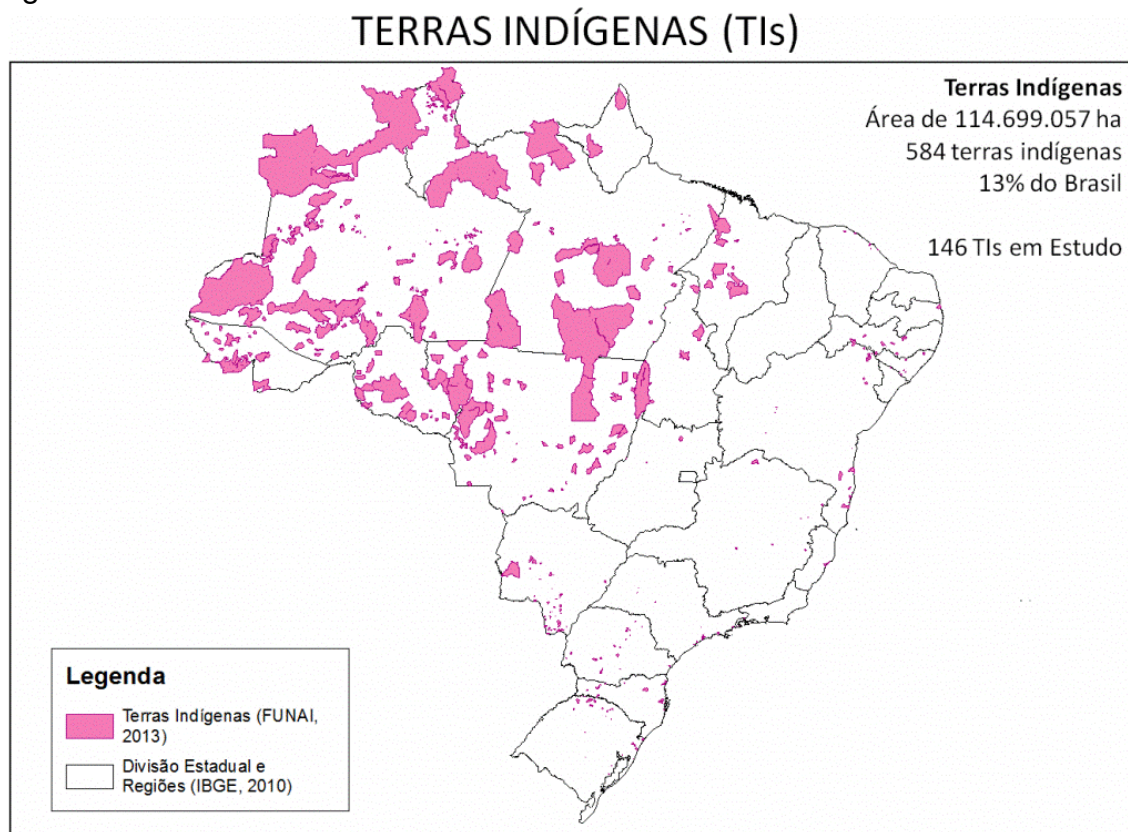 TERRAS INDÍGENAS (TIs)
Terras Indígenas
Área de 114.699.057 ha
584 terras indígenas
13% do Brasil
146 TIs em Estudo
Legenda
Terras Indígenas (FUNAI,
2013)
Divisão Estadual e
Regiões (IBGE, 2010)